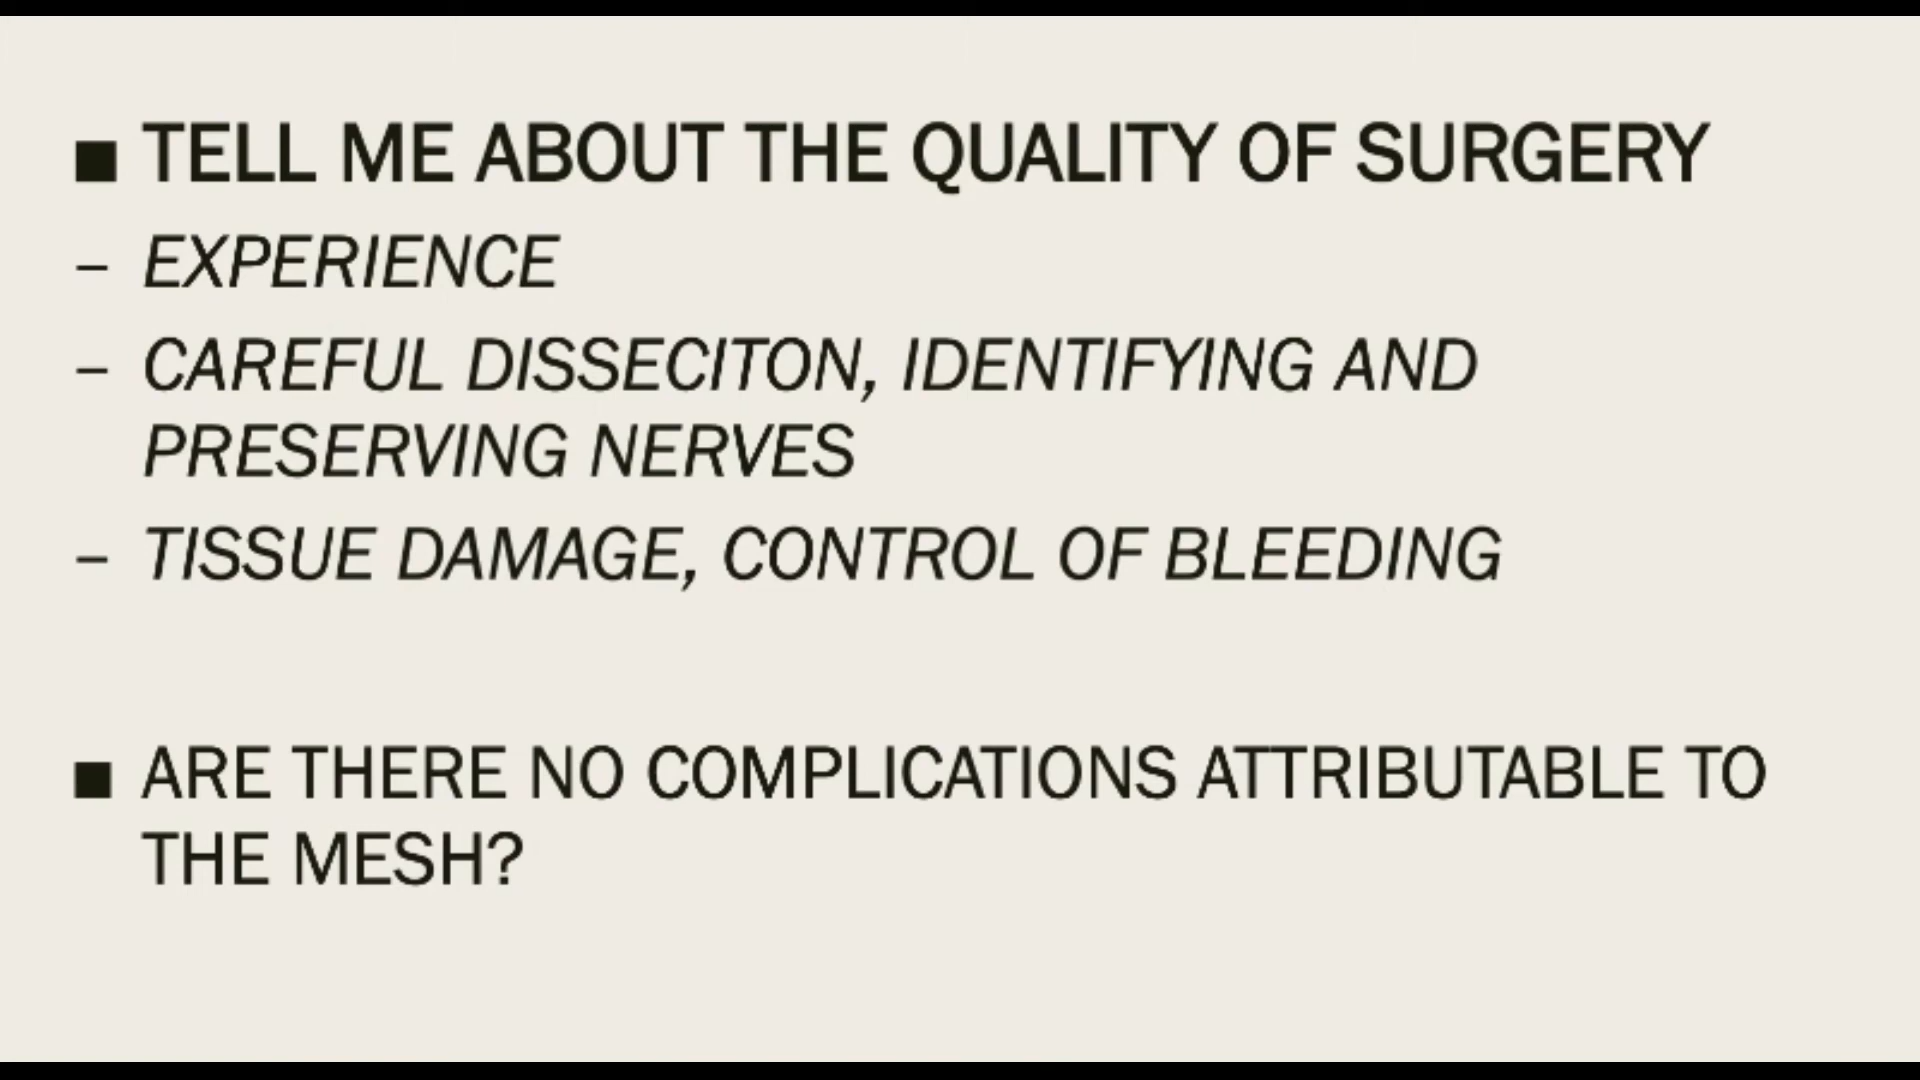 ■ TELL ME ABOUT THE QUALITY OF SURGERY
– EXPERIENCE
– CAREFUL DISSECITON, IDENTIFYING AND
PRESERVING NERVES
– TISSUE DAMAGE, CONTROL OF BLEEDING
■ ARE THERE NO COMPLICATIONS ATTRIBUTABLE TO
THE MESH?